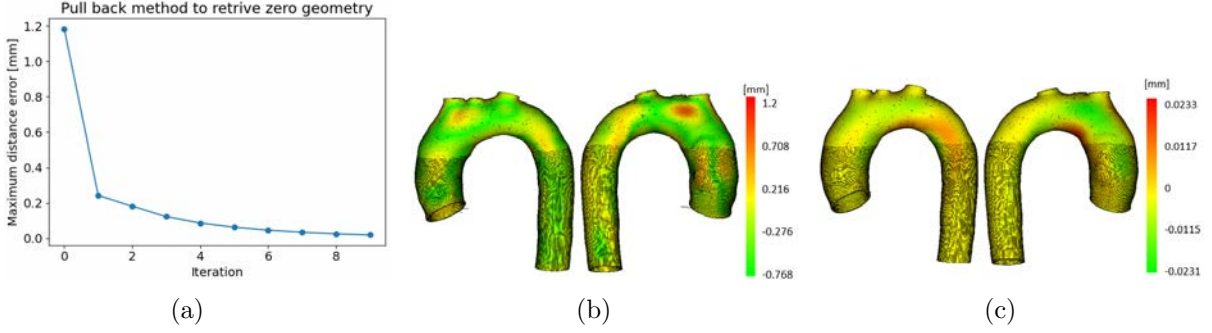 Pull back method to retrive zero geometry
Maximum distance error [mm]
1.2
1.0
0.8
0.6
0.4
0.2
0.0
0 2 4 6 8
Iteration
(a)
[mm]
1.2
0.708
0.216
-0.276
-0.768
(b)
[mm]
0.0233
0.0117
0
-0.0115
-0.0231
(c)